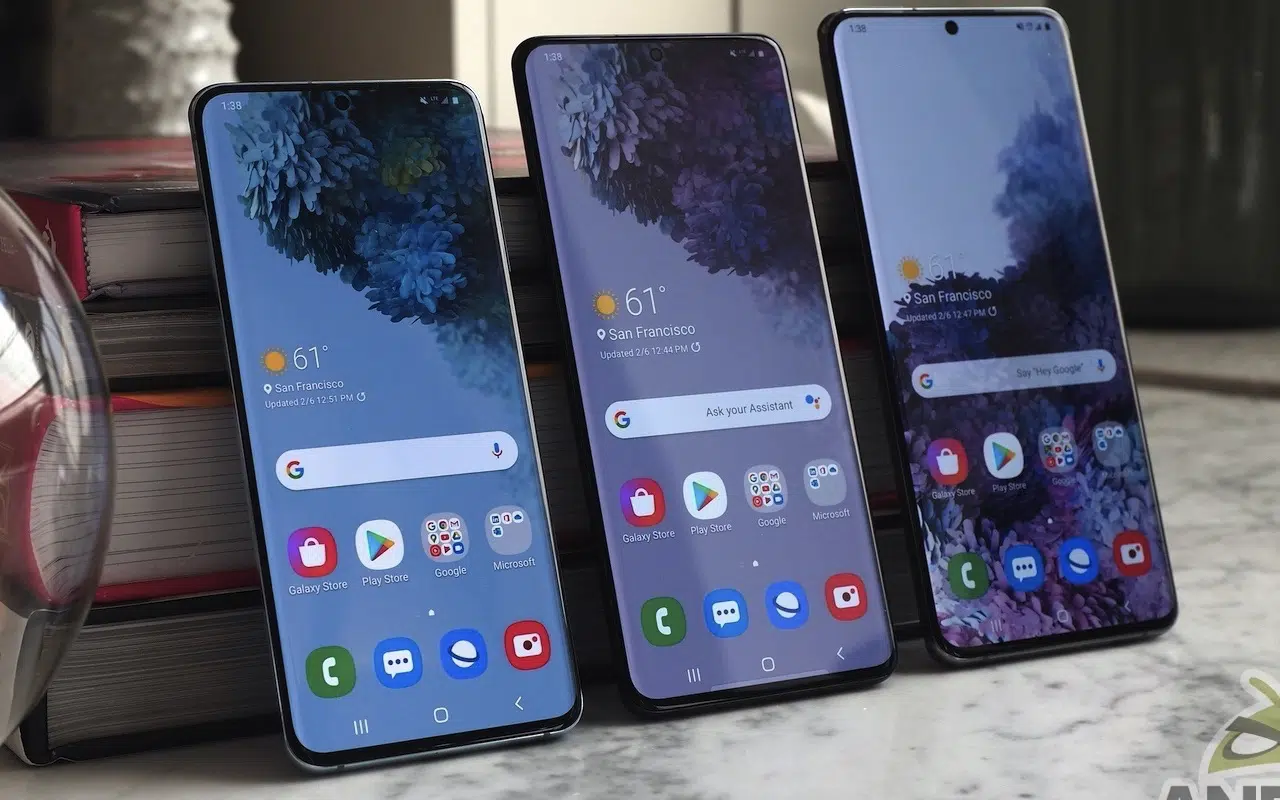 1:38
61°
San Francisco
Updated 2/6 12:51 PM
Galaxy Store
Play Store
Google
Microsoft
1:38
61°
San Francisco
Updated 2/6 12:44 PM
Ask your Assistant
Galaxy Store
Play Store
Google
Microsoft
1:38
61°
San Francisco
Updated 2/6 12:47 PM
Say "Hey Google"
Galaxy Store
Play Store
Google